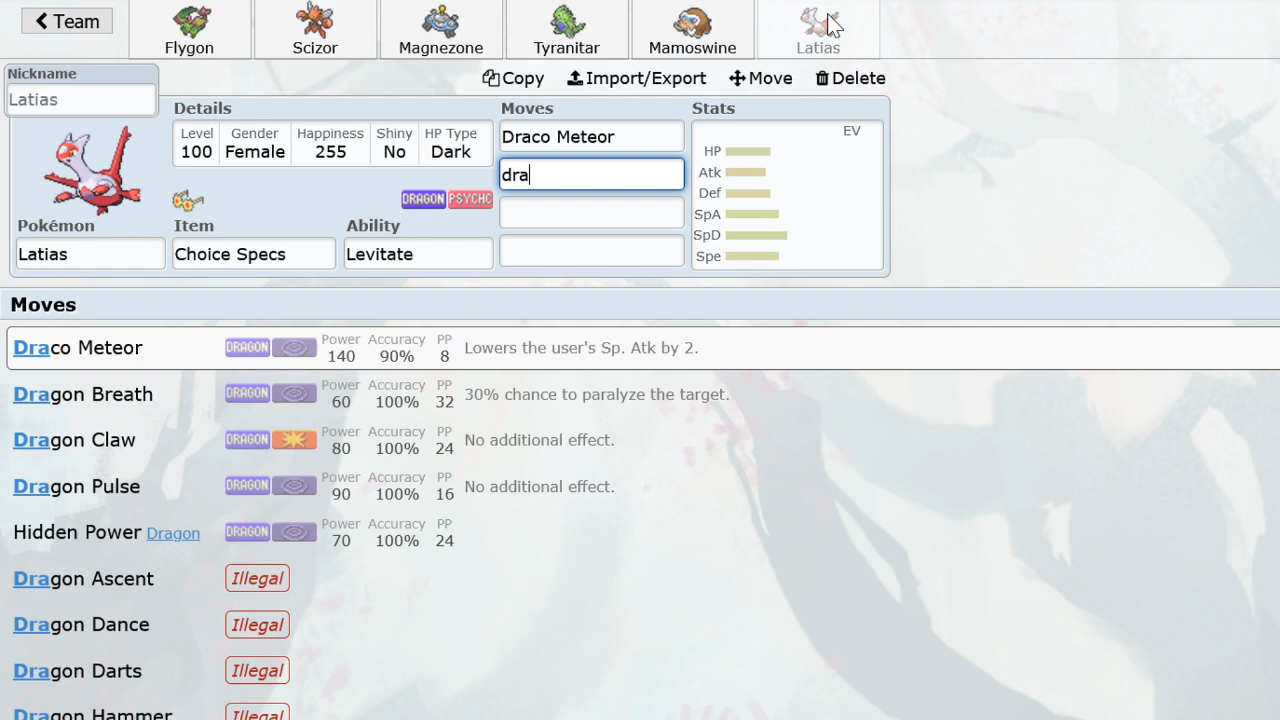 Team
Flygon
Scizor
Magnezone
Tyranitar
Mamoswine
Latias
Copy
Import/Export
Move
Delete
Nickname
Latias
Details
Level
100
Gender
Female
Happiness
255
Shiny
No
HP Type
Dark
DRAGON
PSYCHC
Pokémon
Latias
Item
Choice Specs
Ability
Levitate
Moves
Draco Meteor
dra
Stats
EV
HP
Atk
Def
SpA
SpD
Spe
Moves
Draco Meteor DRAGON Power 140 Accuracy 90% PP 8 Lowers the user's Sp. Atk by 2.
Dragon Breath DRAGON Power 60 Accuracy 100% PP 32 30% chance to paralyze the target.
Dragon Claw DRAGON Power 80 Accuracy 100% PP 24 No additional effect.
Dragon Pulse DRAGON Power 90 Accuracy 100% PP 16 No additional effect.
Hidden Power Dragon DRAGON Power 70 Accuracy 100% PP 24
Dragon Ascent Illegal
Dragon Dance Illegal
Dragon Darts Illegal
Dragon Hammer Illegal